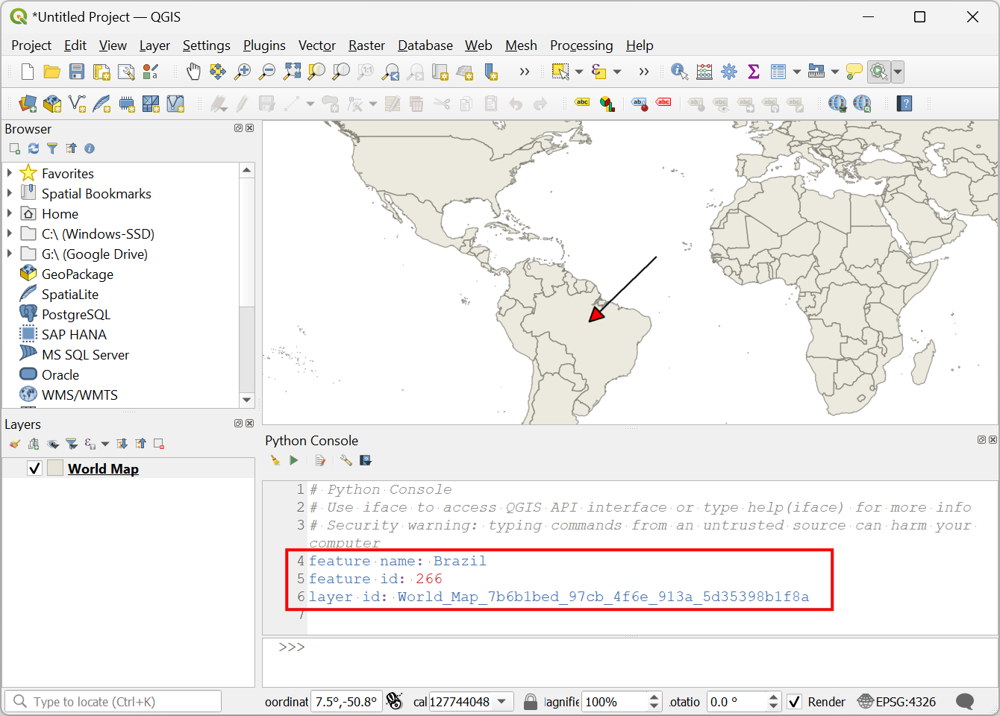 *Untitled Project — QGIS
Project Edit View Layer Settings Plugins Vector Raster Database Web Mesh Processing Help
Browser
Favorites
Spatial Bookmarks
Home
C:\ (Windows-SSD)
G:\ (Google Drive)
GeoPackage
SpatiaLite
PostgreSQL
SAP HANA
MS SQL Server
Oracle
WMS/WMTS
Layers
World Map
Python Console
1 # Python Console
2 # Use iface to access QGIS API interface or type help(iface) for more info
3 # Security warning: typing commands from an untrusted source can harm your
computer
4 feature name: Brazil
5 feature id: 266
6 layer id: World_Map_7b6b1bed_97cb_4f6e_913a_5d35398b1f8a
7
>>>
Type to locate (Ctrl+K) oordinat 7.5°,-50.8° cal 127744048 lagnifie 100% otatio 0.0 ° Render EPSG:4326